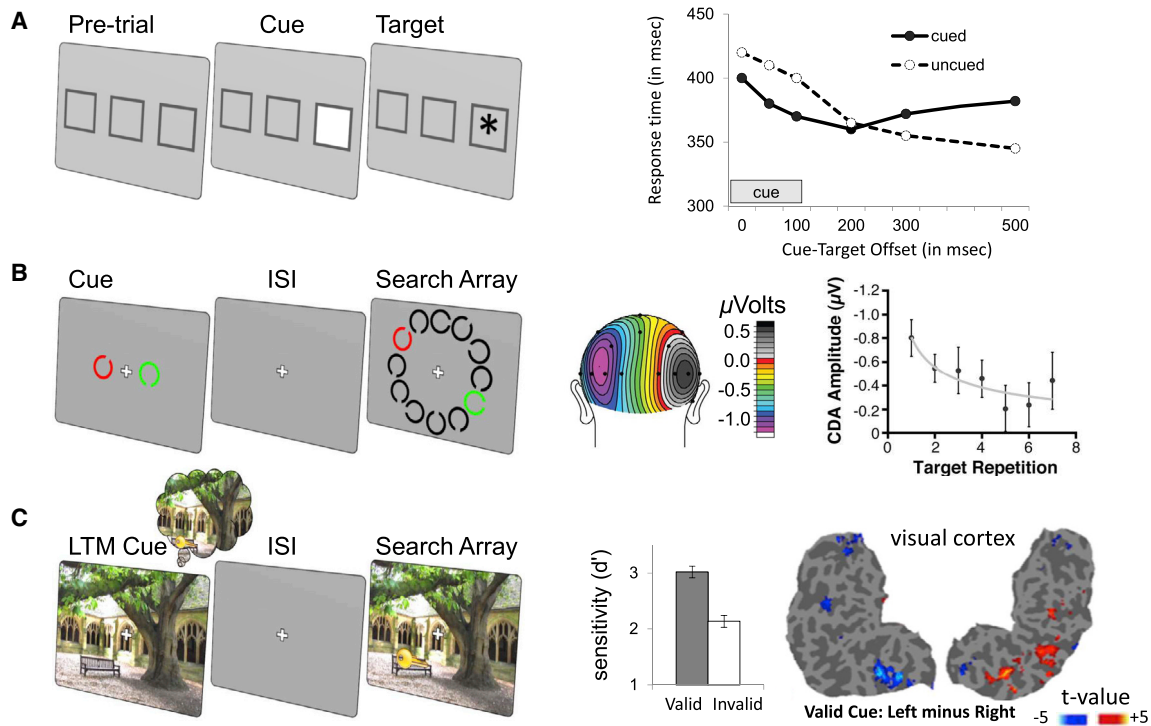 A
Pre-trial
Cue
Target
*
Response time (in msec)
450
400
350
300
cued
uncued
cue
0 100 200 300 500
Cue-Target Offset (in msec)
B
Cue
ISI
Search Array
µVolts
0.5
0.0
-0.5
-1.0
CDA Amplitude (µV)
-1.2
-1.0
-0.8
-0.6
-0.4
-0.2
0
0 2 4 6 8
Target Repetition
C
LTM Cue
ISI
Search Array
sensitivity (d')
3
2
1
Valid Invalid
visual cortex
Valid Cue: Left minus Right
t-value
-5 +5